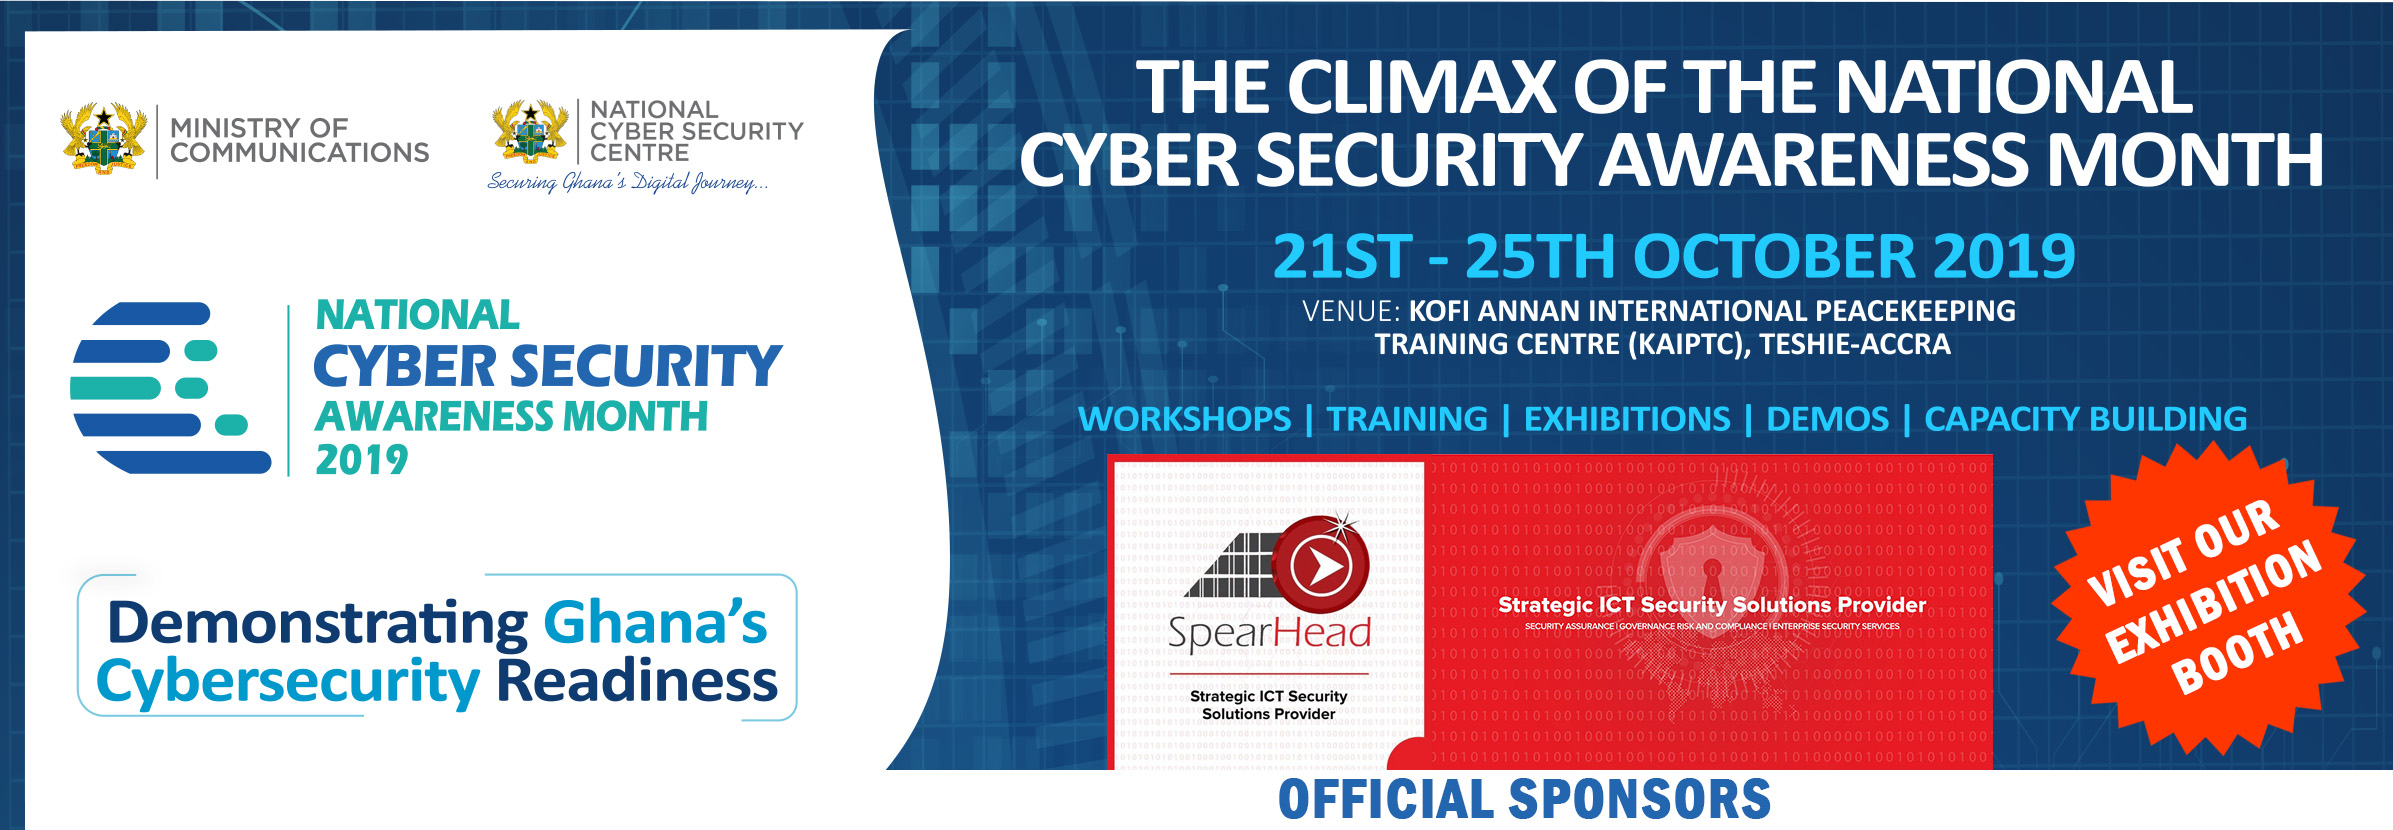 MINISTRY OF
COMMUNICATIONS
NATIONAL
CYBER SECURITY
CENTRE
Securing Ghana's Digital Journey...
NATIONAL
CYBER SECURITY
AWARENESS MONTH
2019
Demonstrating Ghana's
Cybersecurity Readiness
THE CLIMAX OF THE NATIONAL
CYBER SECURITY AWARENESS MONTH
21ST - 25TH OCTOBER 2019
VENUE: KOFI ANNAN INTERNATIONAL PEACEKEEPING
TRAINING CENTRE (KAIPTC), TESHIE-ACCRA
WORKSHOPS | TRAINING | EXHIBITIONS | DEMOS | CAPACITY BUILDING
SpearHead
Strategic ICT Security
Solutions Provider
Strategic ICT Security Solutions Provider
SECURITY ASSURANCE | GOVERNANCE RISK AND COMPLIANCE | ENTERPRISE SECURITY SERVICES
VISIT OUR
EXHIBITION
BOOTH
OFFICIAL SPONSORS